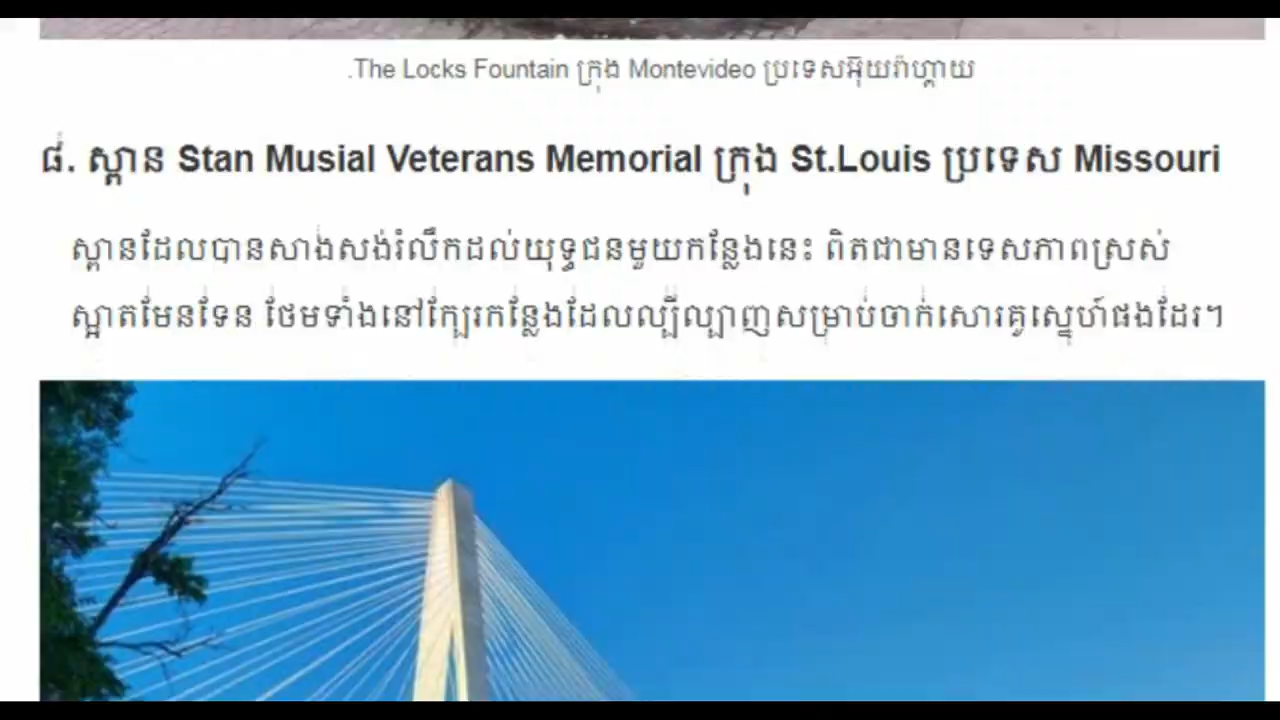 .The Locks Fountain ក្រុង Montevideo ប្រទេសអ៊ុយរ៉ាហ្គាយ
៨. ស្ពាន Stan Musial Veterans Memorial ក្រុង St.Louis ប្រទេស Missouri
ស្ពានដែលបានសាងសង់រំលឹកដល់យុទ្ធជនមួយកន្លែងនេះ ពិតជាមានទេសភាពស្រស់
ស្អាតមែនទែន ថែមទាំងនៅក្បែរកន្លែងដែលល្បីល្បាញសម្រាប់ចាក់សោរគូស្នេហ៍ផងដែរ។